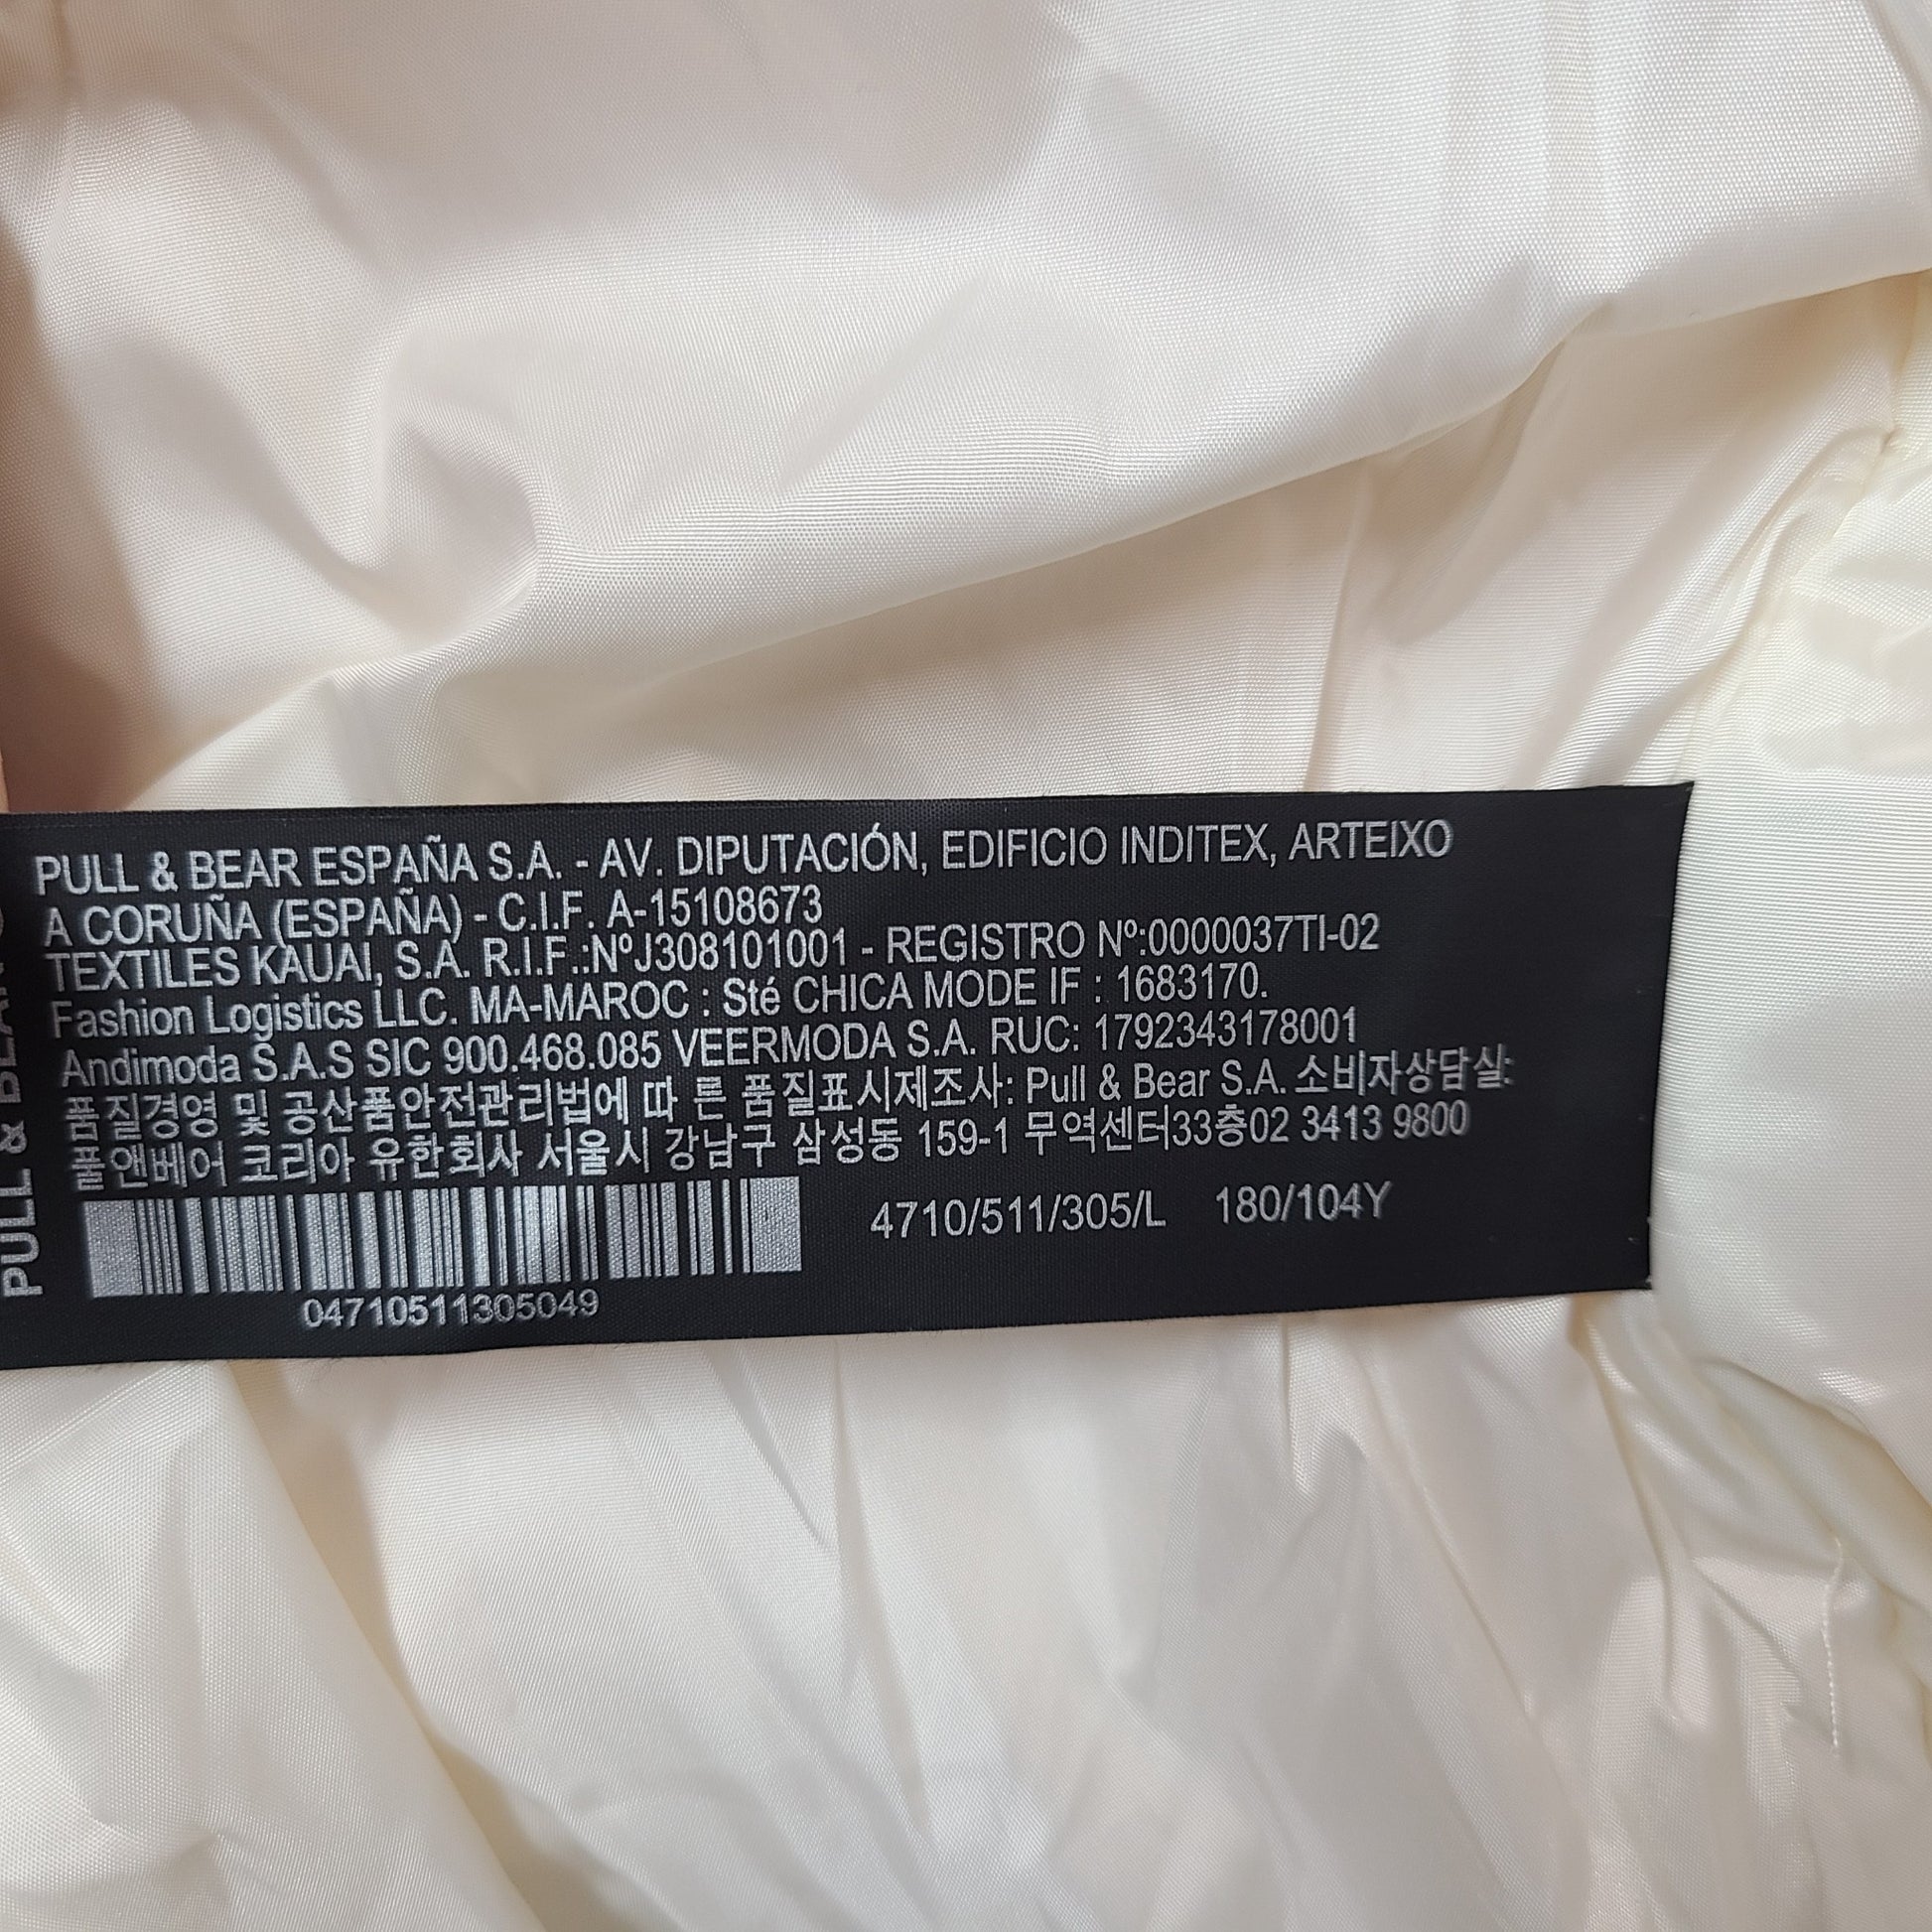 PULL & BEAR ESPAÑA S.A. - AV. DIPUTACIÓN, EDIFICIO INDITEX, ARTEIXO
A CORUÑA (ESPAÑA) - C.I.F. A-15108673
TEXTILES KAUAI, S.A. R.I.F.:NºJ308101001 - REGISTRO Nº:0000037TI-02
Fashion Logistics LLC. MA-MAROC : Sté CHICA MODE IF : 1683170.
Andimoda S.A.S SIC 900.468.085 VEERMODA S.A. RUC: 1792343178001
품질경영 및 공산품안전관리법에 따 른 품질표시제조사: Pull & Bear S.A. 소비자상담실:
풀앤베어 코리아 유한회사 서울시 강남구 삼성동 159-1 무역센터33층02 3413 9800
4710/511/305/L 180/104Y
04710511305049
PULL & BEAR